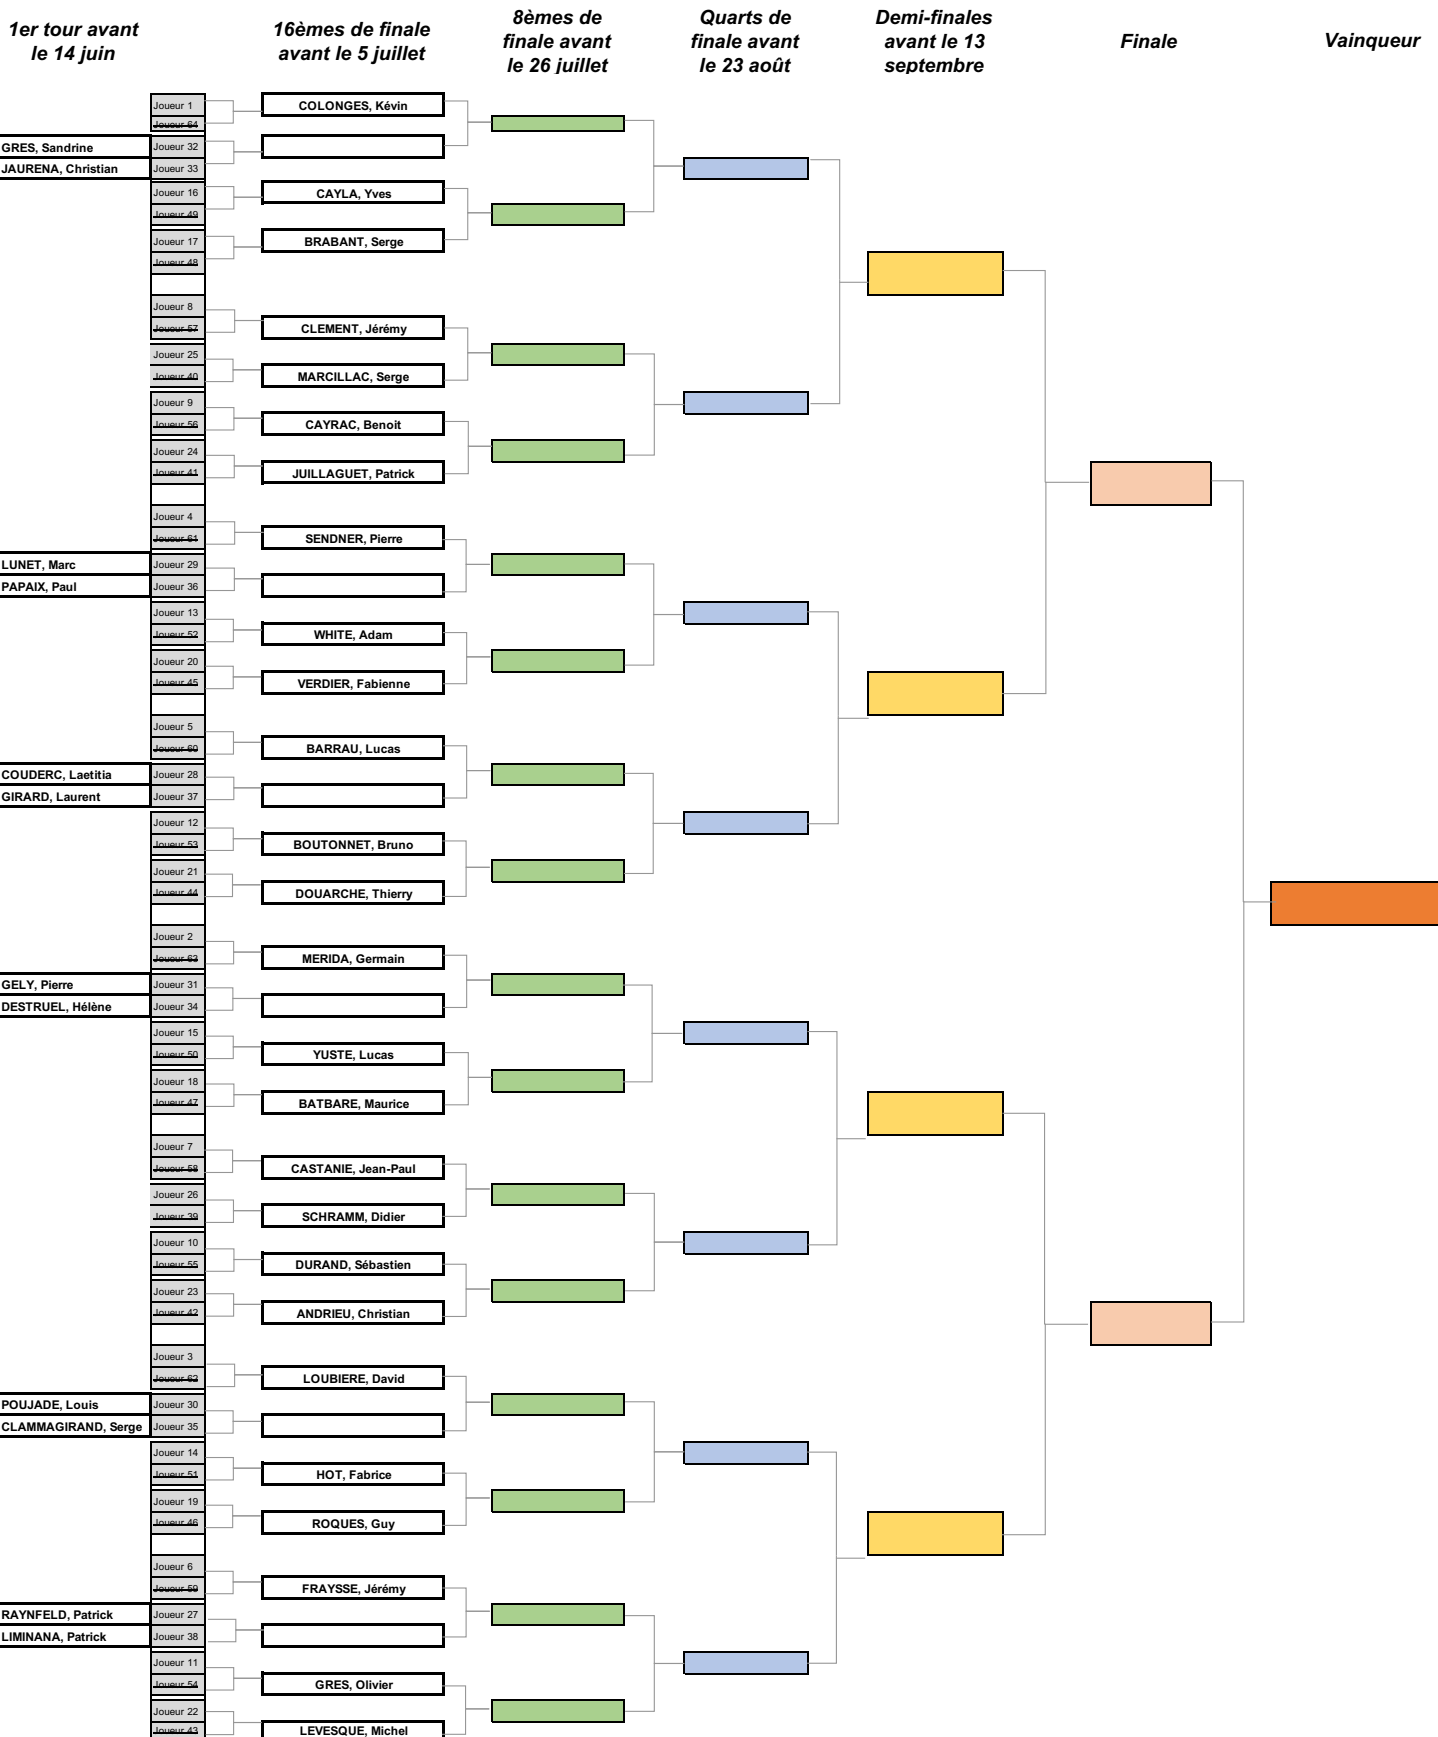 1er tour avant
le 14 juin
16èmes de finale
avant le 5 juillet
8èmes de
finale avant
le 26 juillet
Quarts de
finale avant
le 23 août
Demi-finales
avant le 13
septembre
Finale
Vainqueur
Joueur 1
COLONGES, Kévin
Joueur 64
GRES, Sandrine
Joueur 32
JAURENA, Christian
Joueur 33
Joueur 16
CAYLA, Yves
Joueur 49
Joueur 17
BRABANT, Serge
Joueur 48
Joueur 8
CLEMENT, Jérémy
Joueur 57
Joueur 25
MARCILLAC, Serge
Joueur 40
Joueur 9
CAYRAC, Benoit
Joueur 56
Joueur 24
JUILLAGUET, Patrick
Joueur 41
Joueur 4
SENDNER, Pierre
Joueur 61
LUNET, Marc
Joueur 29
PAPAIX, Paul
Joueur 36
Joueur 13
WHITE, Adam
Joueur 52
Joueur 20
VERDIER, Fabienne
Joueur 45
Joueur 5
BARRAU, Lucas
Joueur 60
COUDERC, Laetitia
Joueur 28
GIRARD, Laurent
Joueur 37
Joueur 12
BOUTONNET, Bruno
Joueur 53
Joueur 21
DOUARCHE, Thierry
Joueur 44
Joueur 2
MERIDA, Germain
Joueur 63
GELY, Pierre
Joueur 31
DESTRUEL, Hélène
Joueur 34
Joueur 15
YUSTE, Lucas
Joueur 50
Joueur 18
BATBARE, Maurice
Joueur 47
Joueur 7
CASTANIE, Jean-Paul
Joueur 58
Joueur 26
SCHRAMM, Didier
Joueur 39
Joueur 10
DURAND, Sébastien
Joueur 55
Joueur 23
ANDRIEU, Christian
Joueur 42
Joueur 3
LOUBIERE, David
Joueur 62
POUJADE, Louis
Joueur 30
CLAMMAGIRAND, Serge
Joueur 35
Joueur 14
HOT, Fabrice
Joueur 51
Joueur 19
ROQUES, Guy
Joueur 46
Joueur 6
FRAYSSE, Jérémy
Joueur 59
RAYNFELD, Patrick
Joueur 27
LIMINANA, Patrick
Joueur 38
Joueur 11
GRES, Olivier
Joueur 54
Joueur 22
LEVESQUE, Michel
Joueur 43